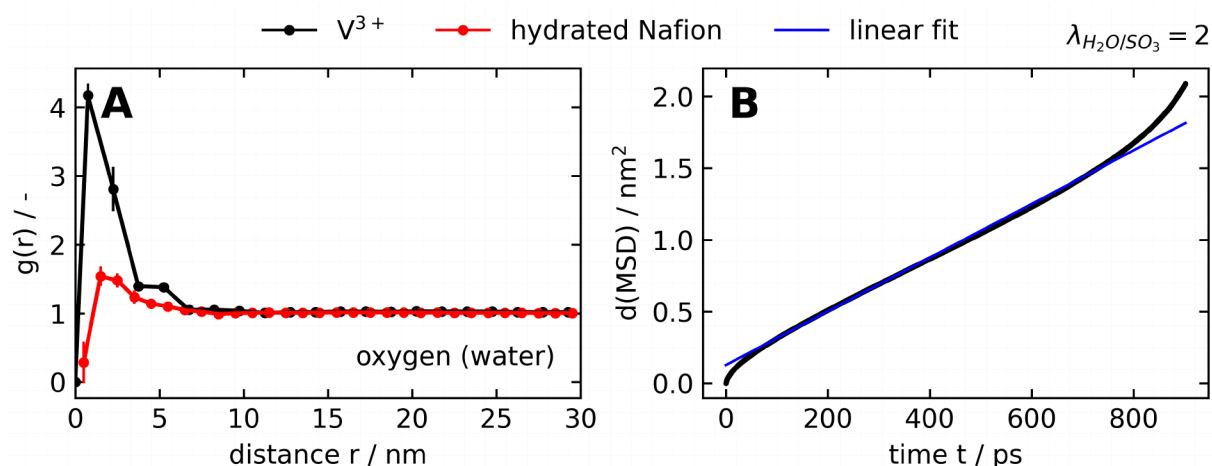 V³⁺ hydrated Nafion linear fit λ_{H₂O/SO₃} = 2
A
g(r) / -
4
3
2
1
0
oxygen (water)
0 5 10 15 20 25 30
distance r / nm
B
d(MSD) / nm²
2.0
1.5
1.0
0.5
0.0
0 200 400 600 800
time t / ps